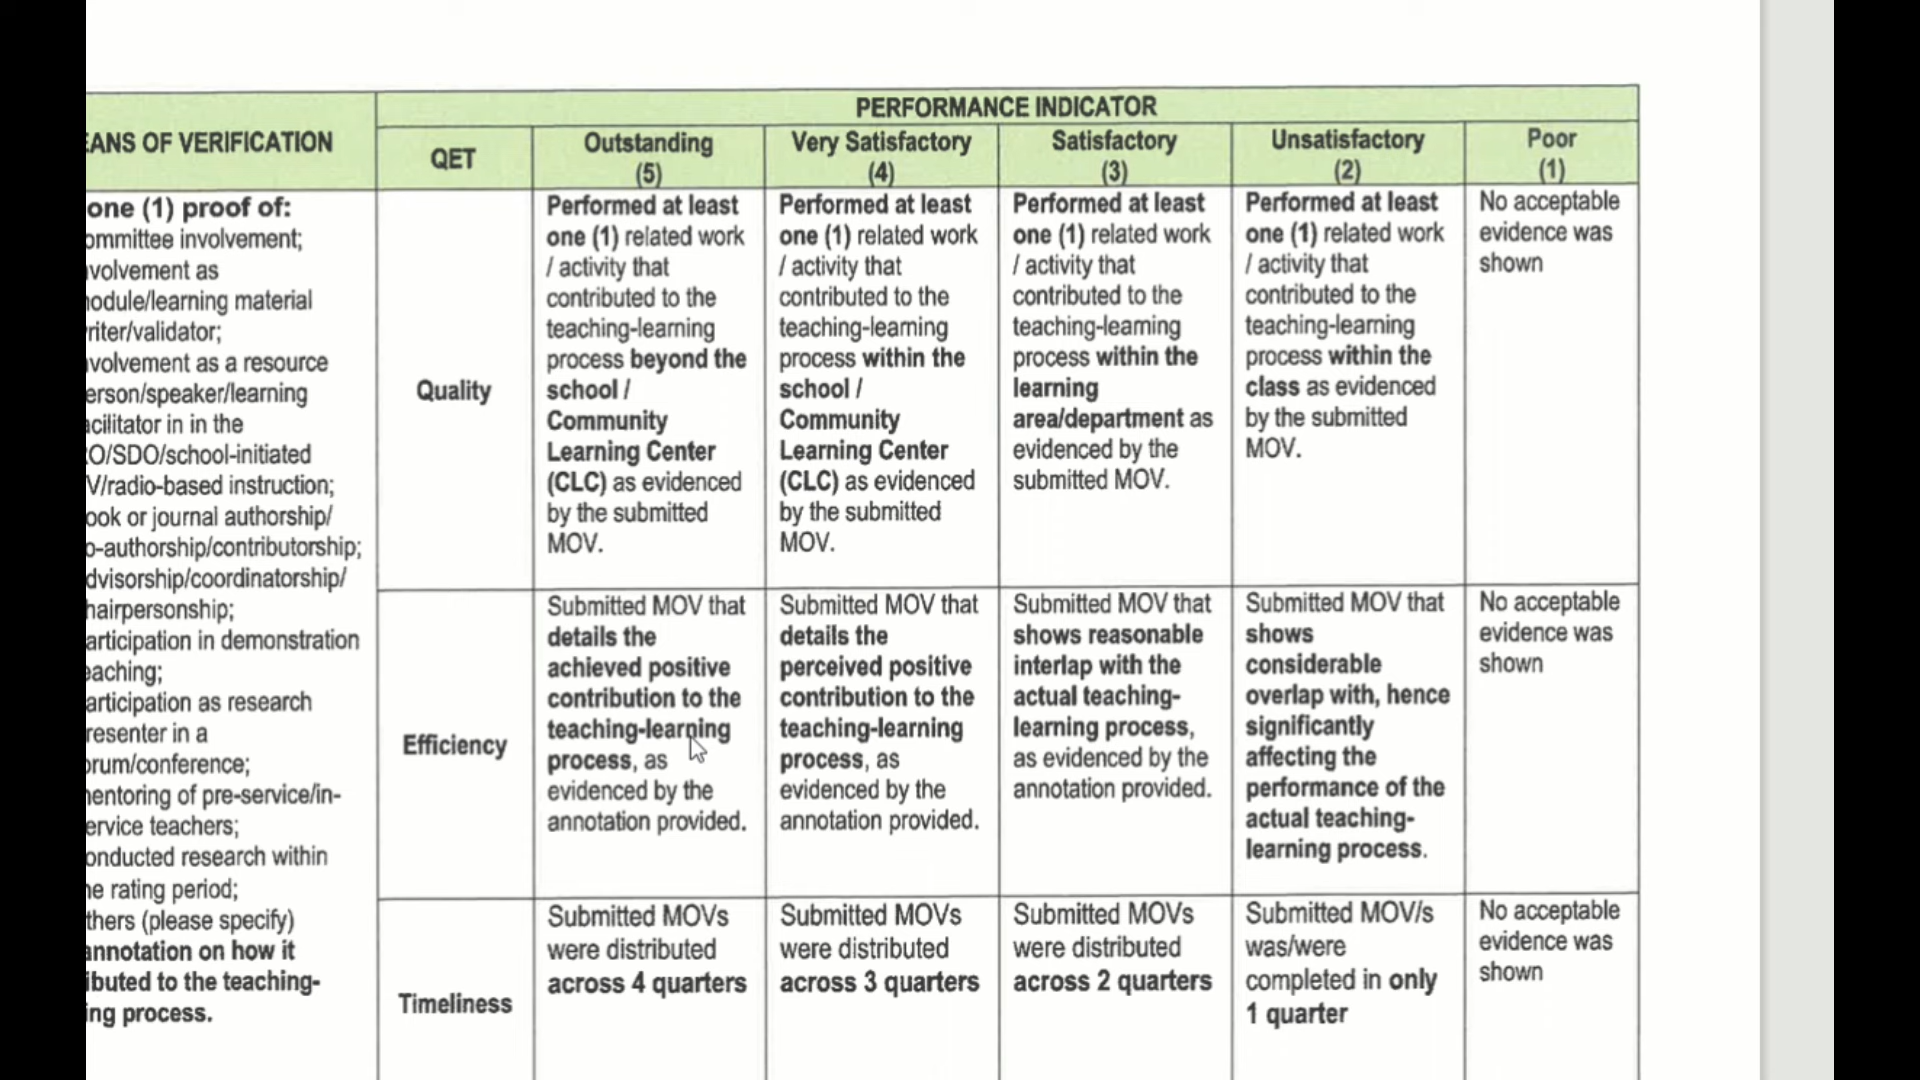 PERFORMANCE INDICATOR
EANS OF VERIFICATION
QET
Outstanding
(5)
Very Satisfactory
(4)
Satisfactory
(3)
Unsatisfactory
(2)
Poor
(1)
one (1) proof of:
ommittee involvement;
nvolvement as
nodule/learning material
riter/validator;
nvolvement as a resource
erson/speaker/learning
acilitator in in the
RO/SDO/school-initiated
V/radio-based instruction;
ook or journal authorship/
o-authorship/contributorship;
dvisorship/coordinatorship/
hairpersonship;
articipation in demonstration
eaching;
articipation as research
resenter in a
orum/conference;
nentoring of pre-service/in-
ervice teachers;
onducted research within
he rating period;
thers (please specify)
annotation on how it
ibuted to the teaching-
ing process.
Quality
Performed at least
one (1) related work
/ activity that
contributed to the
teaching-learning
process beyond the
school /
Community
Learning Center
(CLC) as evidenced
by the submitted
MOV.
Performed at least
one (1) related work
/ activity that
contributed to the
teaching-learning
process within the
school /
Community
Learning Center
(CLC) as evidenced
by the submitted
MOV.
Performed at least
one (1) related work
/ activity that
contributed to the
teaching-learning
process within the
learning
area/department as
evidenced by the
submitted MOV.
Performed at least
one (1) related work
/ activity that
contributed to the
teaching-learning
process within the
class as evidenced
by the submitted
MOV.
No acceptable
evidence was
shown
Efficiency
Submitted MOV that
details the
achieved positive
contribution to the
teaching-learning
process, as
evidenced by the
annotation provided.
Submitted MOV that
details the
perceived positive
contribution to the
teaching-learning
process, as
evidenced by the
annotation provided.
Submitted MOV that
shows reasonable
interlap with the
actual teaching-
learning process,
as evidenced by the
annotation provided.
Submitted MOV that
shows
considerable
overlap with, hence
significantly
affecting the
performance of the
actual teaching-
learning process.
No acceptable
evidence was
shown
Timeliness
Submitted MOVs
were distributed
across 4 quarters
Submitted MOVs
were distributed
across 3 quarters
Submitted MOVs
were distributed
across 2 quarters
Submitted MOV/s
was/were
completed in only
1 quarter
No acceptable
evidence was
shown